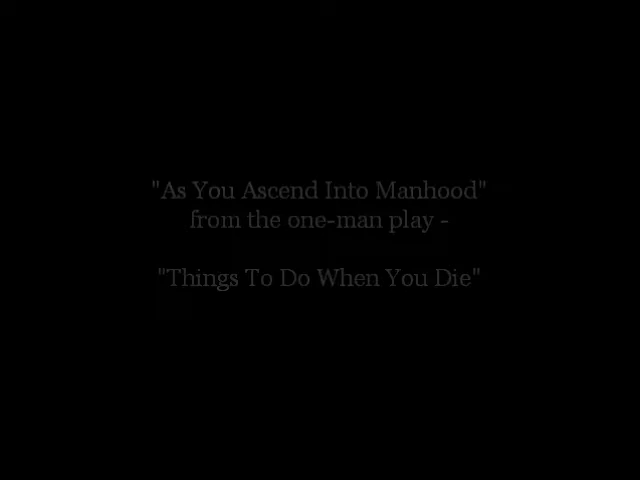 "As You Ascend Into Manhood"
from the one-man play -
"Things To Do When You Die"